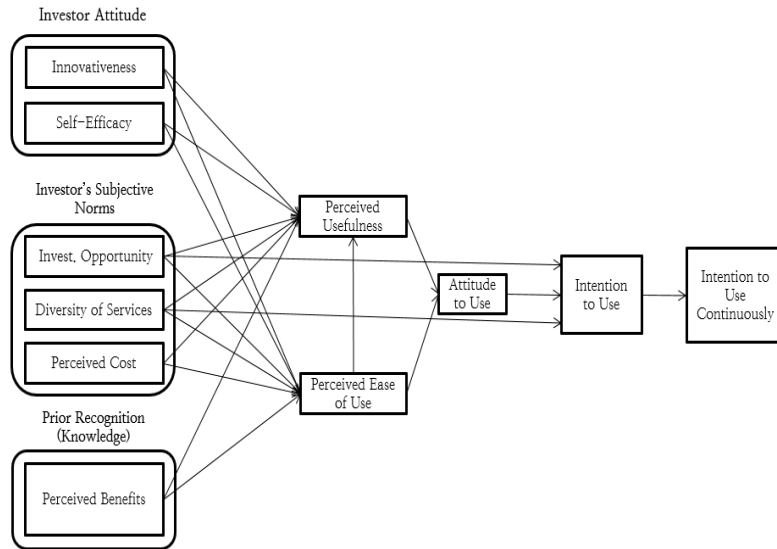 Investor Attitude
Innovativeness
Self-Efficacy
Investor's Subjective
Norms
Invest. Opportunity
Diversity of Services
Perceived Cost
Prior Recognition
(Knowledge)
Perceived Benefits
Perceived
Usefulness
Perceived Ease
of Use
Attitude
to Use
Intention
to Use
Intention to
Use
Continuously